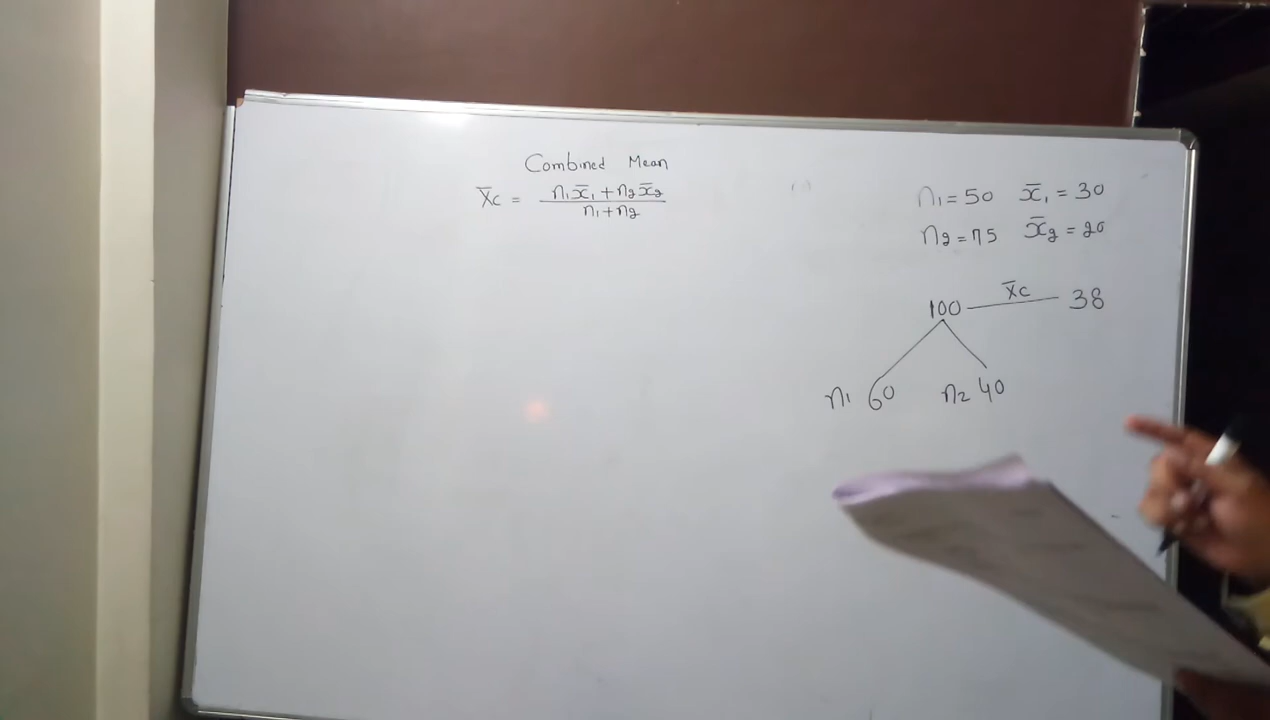 Combined Mean
X̄c = n₁x̄₁ + n₂x̄₂ / n₁+n₂
n₁ = 50 x̄₁ = 30
n₂ = 75 x̄₂ = 20
100 X̄c 38
n₁ 60 n₂ 40